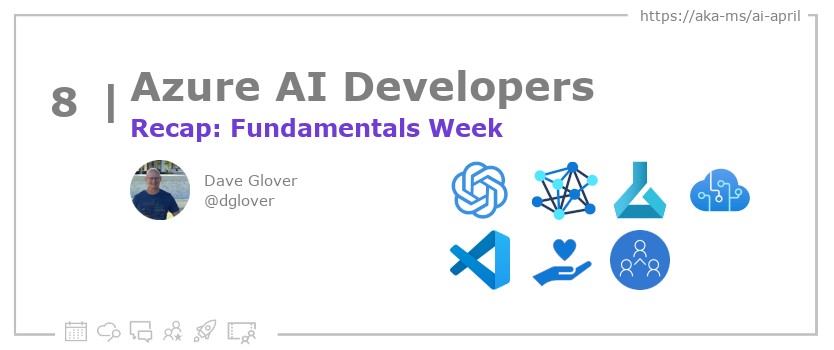 https://aka-ms/ai-april
8 | Azure AI Developers
Recap: Fundamentals Week
Dave Glover
@dglover